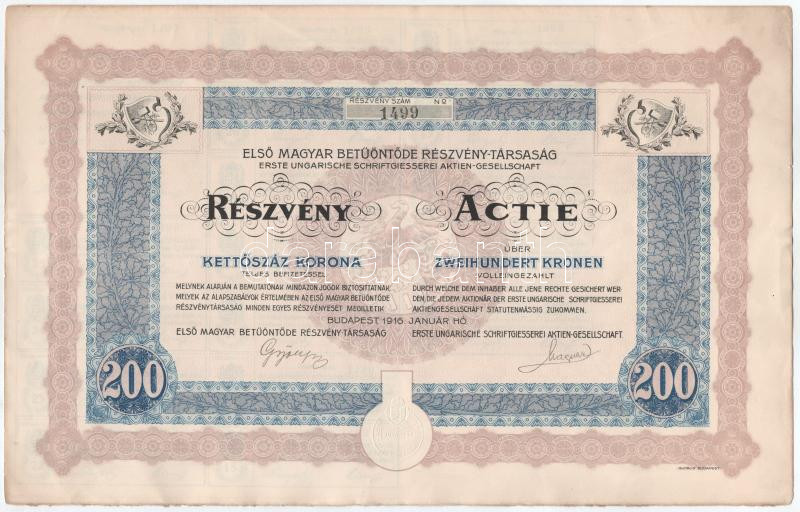 RÉSZVÉNY SZÁM NO
1499
ELSŐ MAGYAR BETŰÖNTÖDE RÉSZVÉNY-TÁRSASÁG
ERSTE UNGARISCHE SCHRIFTGIESSEREI AKTIEN-GESELLSCHAFT
RÉSZVÉNY
KETTŐSZÁZ KORONA
TELJES BEFIZETÉSSEL
MELYNEK ALAPJÁN A BEMUTATÓNAK MINDAZON JOGOK BIZTOSÍTTATNAK
MELYEK AZ ALAPSZABÁLYOK ÉRTELMÉBEN AZ ELSŐ MAGYAR BETŰÖNTÖDE
RÉSZVÉNYTÁRSASÁG MINDEN EGYES RÉSZVÉNYESÉT MEGILLETIK
ACTIE
ÜBER
ZWEIHUNDERT KRONEN
VOLLEINGEZAHLT
DURCH WELCHE DEM INHABER ALLE JENE RECHTE GESICHERT WER-
DEN, DIE JEDEM AKTIONÄR DER ERSTE UNGARISCHE SCHRIFTGIESSEREI
AKTIENGESELLSCHAFT STATUTENMÄSSIG ZUKOMMEN.
BUDAPEST 1916 JANUÁR HÓ
ELSŐ MAGYAR BETŰÖNTÖDE RÉSZVÉNY-TÁRSASÁG
ERSTE UNGARISCHE SCHRIFTGIESSEREI AKTIEN-GESELLSCHAFT
200
200
darabanth